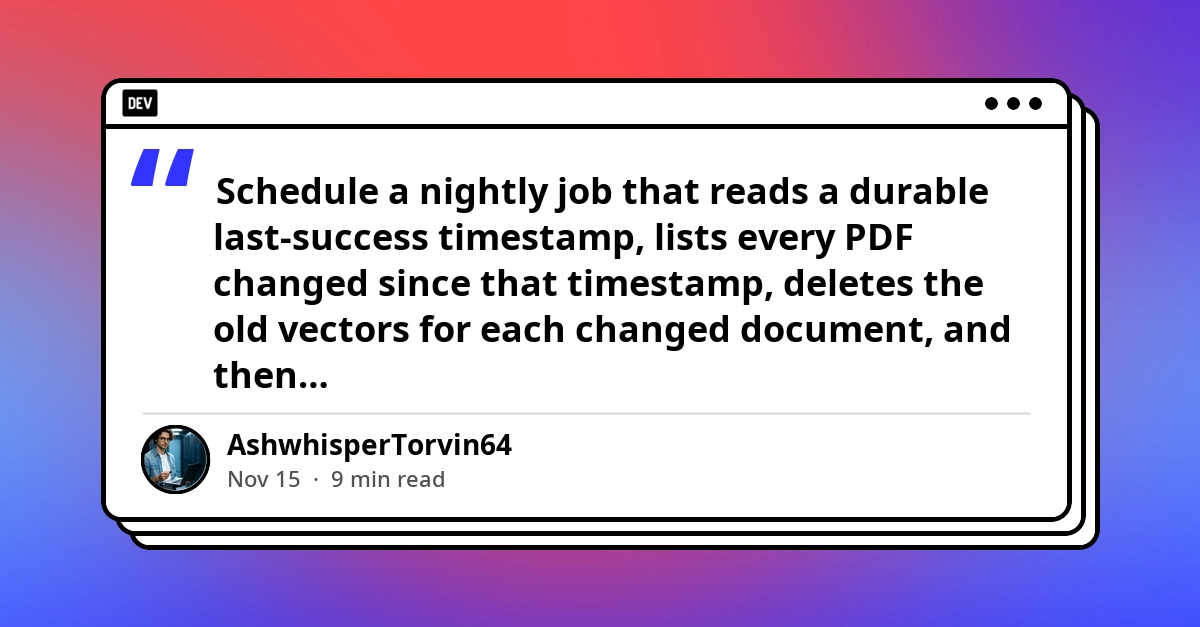 DEV
“Schedule a nightly job that reads a durable
last-success timestamp, lists every PDF
changed since that timestamp, deletes the
old vectors for each changed document, and
then...
AshwhisperTorvin64
Nov 15 · 9 min read